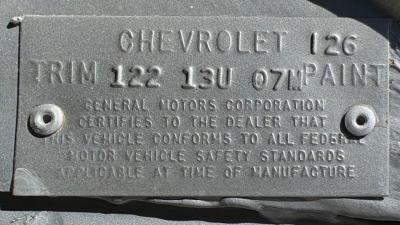 CHEVROLET 126
TRIM 122 13U 07M PAINT
GENERAL MOTORS CORPORATION
CERTIFIES TO THE DEALER THAT
THIS VEHICLE CONFORMS TO ALL FEDERAL
MOTOR VEHICLE SAFETY STANDARDS
APPLICABLE AT TIME OF MANUFACTURE